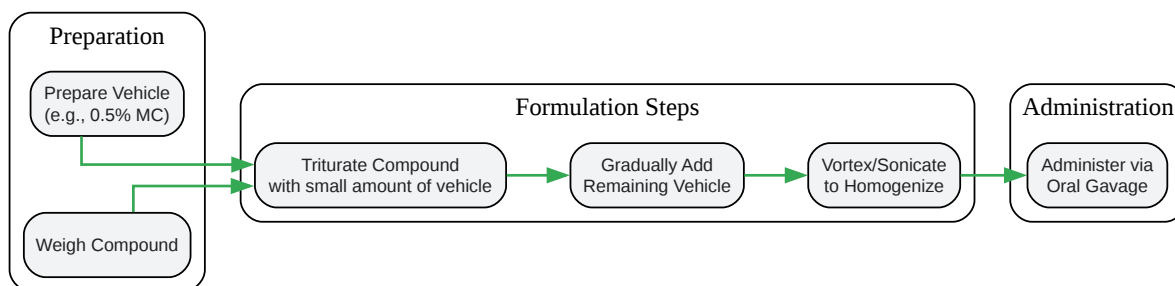 Preparation
Prepare Vehicle
(e.g., 0.5% MC)
Weigh Compound
Formulation Steps
Triturate Compound
with small amount of vehicle
Gradually Add
Remaining Vehicle
Vortex/Sonicate
to Homogenize
Administration
Administer via
Oral Gavage